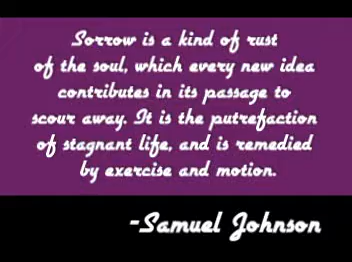 Sorrow is a kind of rust
of the soul, which every new idea
contributes in its passage to
scour away. It is the putrefaction
of stagnant life, and is remedied
by exercise and motion.
-Samuel Johnson